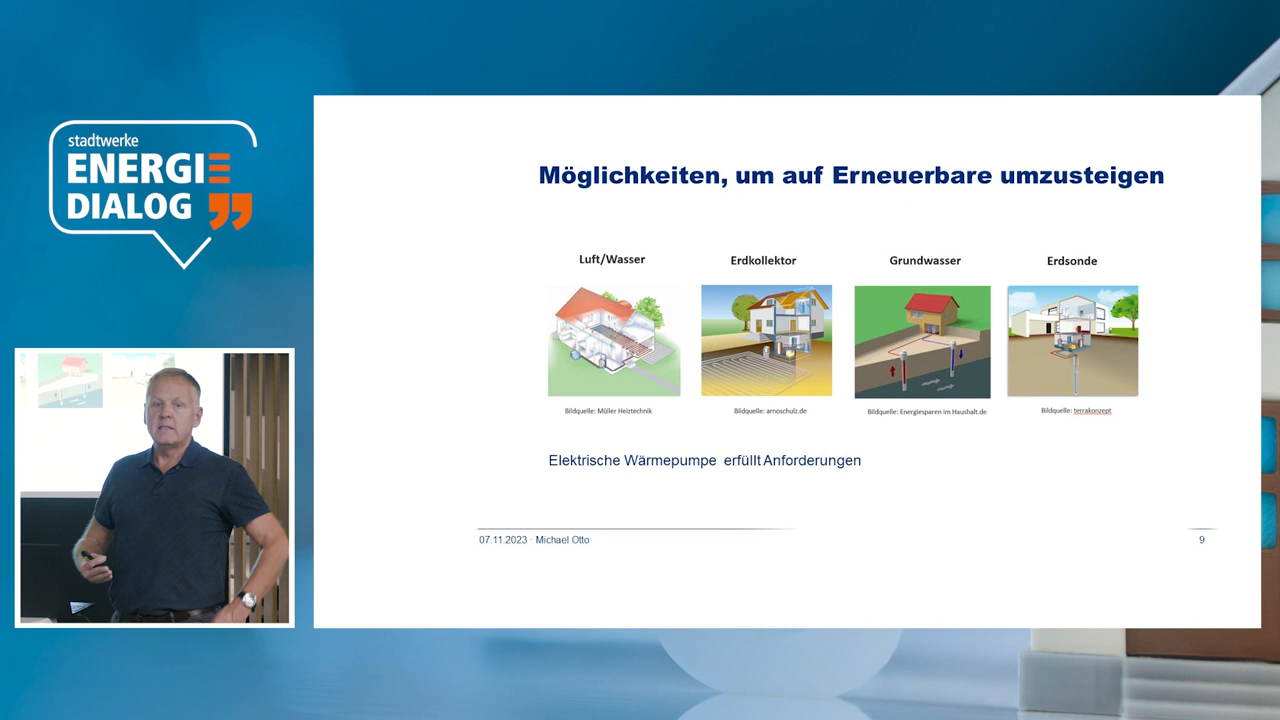 stadtwerke
ENERGIE
DIALOG
Möglichkeiten, um auf Erneuerbare umzusteigen
Luft/Wasser
Erdkollektor
Grundwasser
Erdsonde
Bildquelle: Müller Heiztechnik
Bildquelle: arnoschulz.de
Bildquelle: Energiesparen im Haushalt.de
Bildquelle: terrakonzept
Elektrische Wärmepumpe erfüllt Anforderungen
07.11.2023 · Michael Otto
9